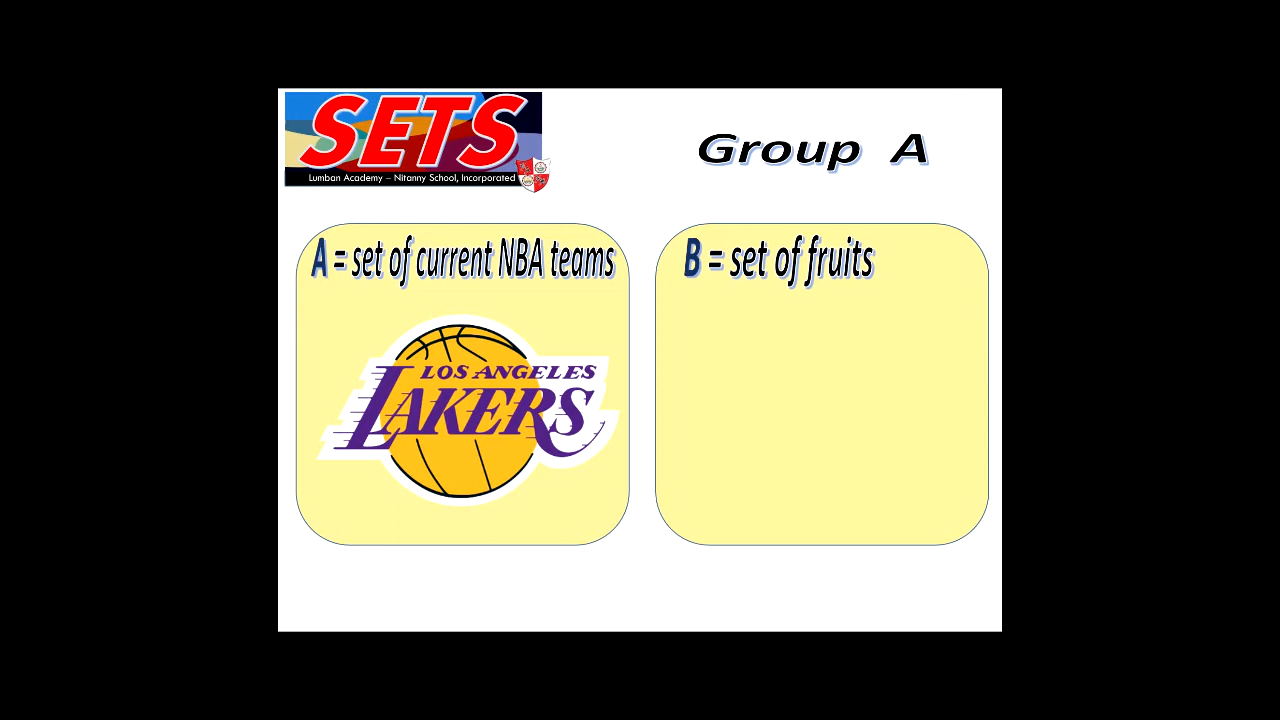 SETS
Lumban Academy – Nitanny School, Incorporated
Group A
A = set of current NBA teams
LOS ANGELES
LAKERS
B = set of fruits